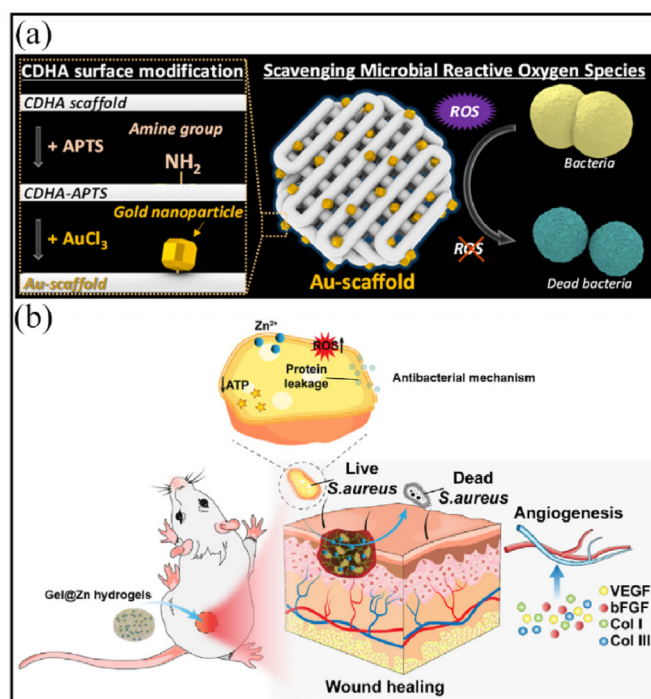 (a)
CDHA surface modification
CDHA scaffold
+ APTS
Amine group
NH₂
CDHA-APTS
Gold nanoparticle
+ AuCl₃
Au-scaffold
Scavenging Microbial Reactive Oxygen Species
ROS
Bacteria
ROS
Au-scaffold
Dead bacteria
(b)
Zn²⁺
ROS↑
Protein
leakage
↓ATP
Antibacterial mechanism
Live
S.aureus
Dead
S.aureus
Angiogenesis
Gel@Zn hydrogels
VEGF
bFGF
Col I
Col III
Wound healing